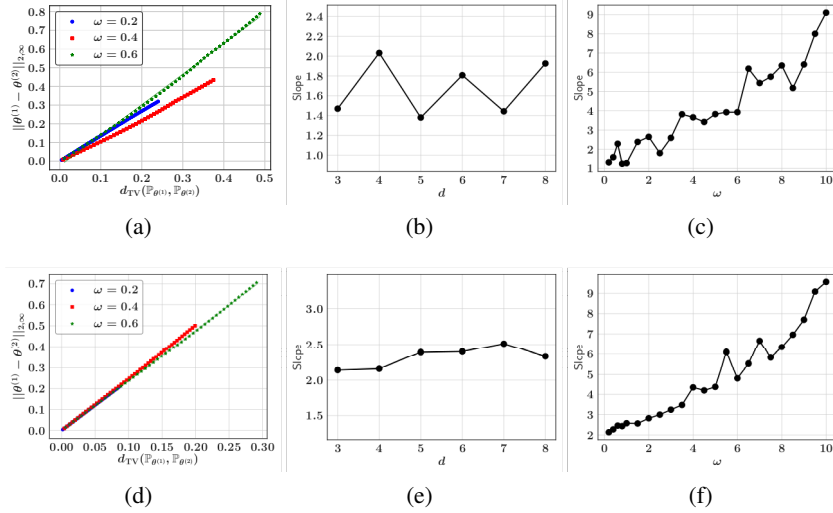 0.8
0.7
0.6
0.5
0.4
0.3
0.2
0.1
0.0
||θ⁽¹⁾ − θ⁽²⁾||₂,∞
ω = 0.2
ω = 0.4
ω = 0.6
0.0 0.1 0.2 0.3 0.4 0.5
d_TV(ℙ_θ⁽¹⁾, ℙ_θ⁽²⁾)
(a)
2.4
2.2
2.0
1.8
1.6
1.4
1.2
1.0
Slope
3 4 5 6 7 8
d
(b)
9
8
7
6
5
4
3
2
1
Slope
0 2 4 6 8 10
ω
(c)
0.7
0.6
0.5
0.4
0.3
0.2
0.1
0.0
||θ⁽¹⁾ − θ⁽²⁾||₂,∞
ω = 0.2
ω = 0.4
ω = 0.6
0.00 0.05 0.10 0.15 0.20 0.25 0.30
d_TV(ℙ_θ⁽¹⁾, ℙ_θ⁽²⁾)
(d)
3.0
2.5
2.0
1.5
Slope
3 4 5 6 7 8
d
(e)
9
8
7
6
5
4
3
2
Slope
0 2 4 6 8 10
ω
(f)